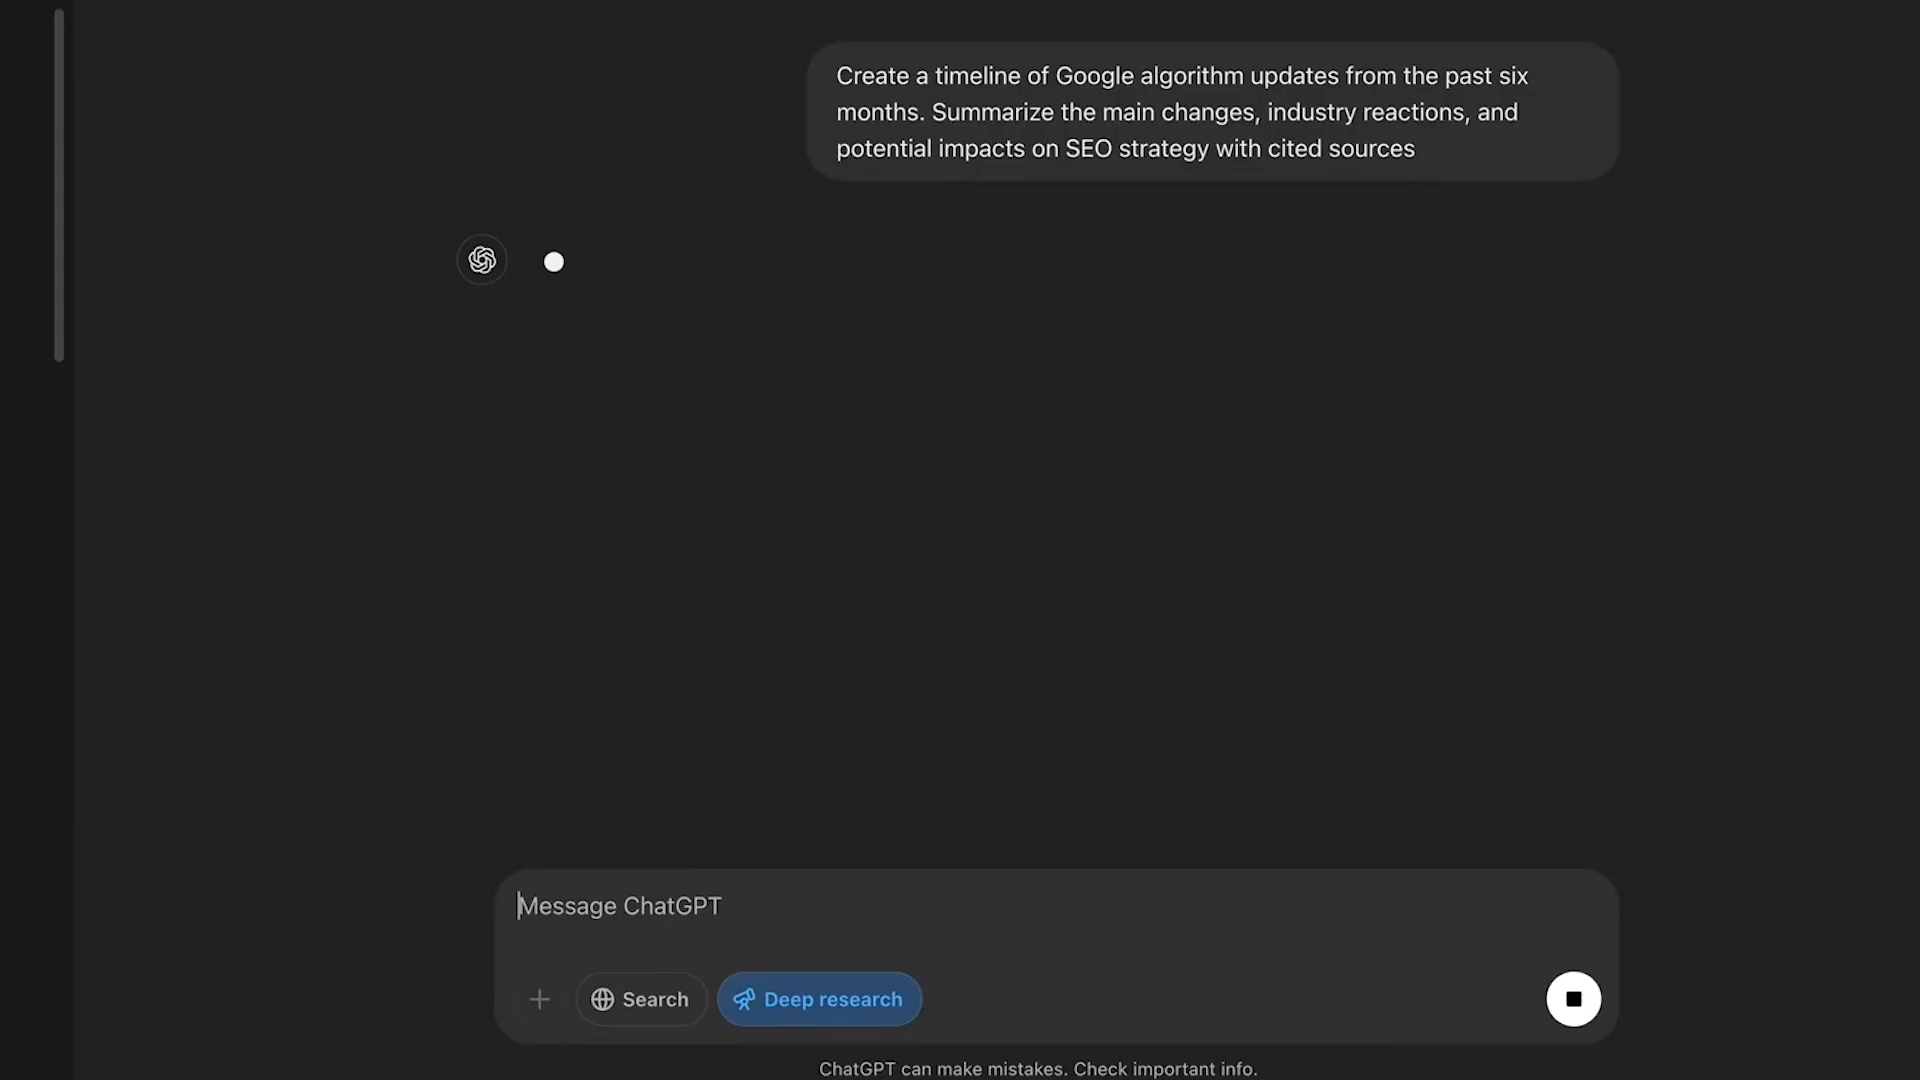 Create a timeline of Google algorithm updates from the past six
months. Summarize the main changes, industry reactions, and
potential impacts on SEO strategy with cited sources
Message ChatGPT
Search
Deep research
ChatGPT can make mistakes. Check important info.